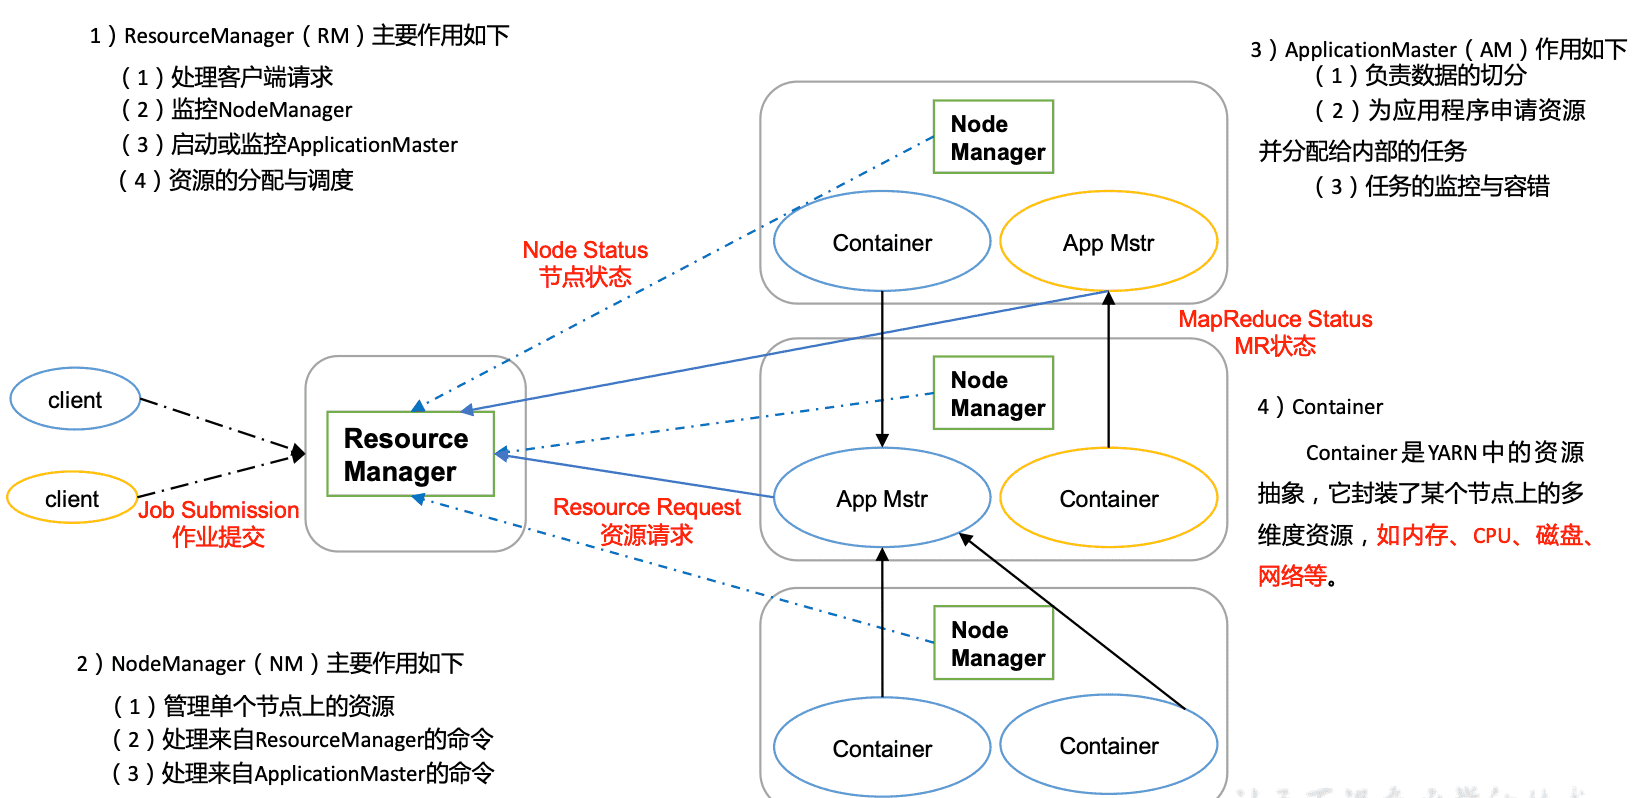 1）ResourceManager（RM）主要作用如下
（1）处理客户端请求
（2）监控NodeManager
（3）启动或监控ApplicationMaster
（4）资源的分配与调度
3）ApplicationMaster（AM）作用如下
（1）负责数据的切分
（2）为应用程序申请资源
并分配给内部的任务
（3）任务的监控与容错
Node
Manager
Container
App Mstr
Node Status
节点状态
MapReduce Status
MR状态
Node
Manager
client
client
Resource
Manager
Job Submission
作业提交
Resource Request
资源请求
App Mstr
Container
4）Container
Container是YARN中的资源
抽象，它封装了某个节点上的多
维度资源，如内存、CPU、磁盘、
网络等。
Node
Manager
Container
Container
2）NodeManager（NM）主要作用如下
（1）管理单个节点上的资源
（2）处理来自ResourceManager的命令
（3）处理来自ApplicationMaster的命令